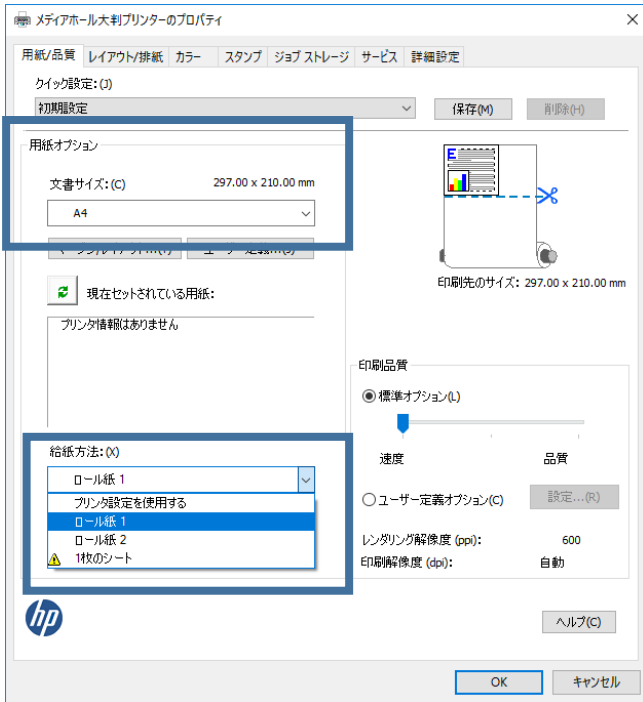 メディアホール大判プリンターのプロパティ
用紙/品質 レイアウト/排紙 カラー スタンプ ジョブ ストレージ サービス 詳細設定
クイック設定:(J)
初期設定
保存(M) 削除(H)
用紙オプション
文書サイズ:(C) 297.00 x 210.00 mm
A4
E
印刷先のサイズ: 297.00 x 210.00 mm
現在セットされている用紙:
プリンタ情報はありません
印刷品質
標準オプション(L)
速度 品質
ユーザー定義オプション(C) 設定...(R)
レンダリング解像度 (ppi): 600
印刷解像度 (dpi): 自動
給紙方法:(X)
ロール紙 1
プリンタ設定を使用する
ロール紙 1
ロール紙 2
1枚のシート
hp
ヘルプ(C)
OK キャンセル